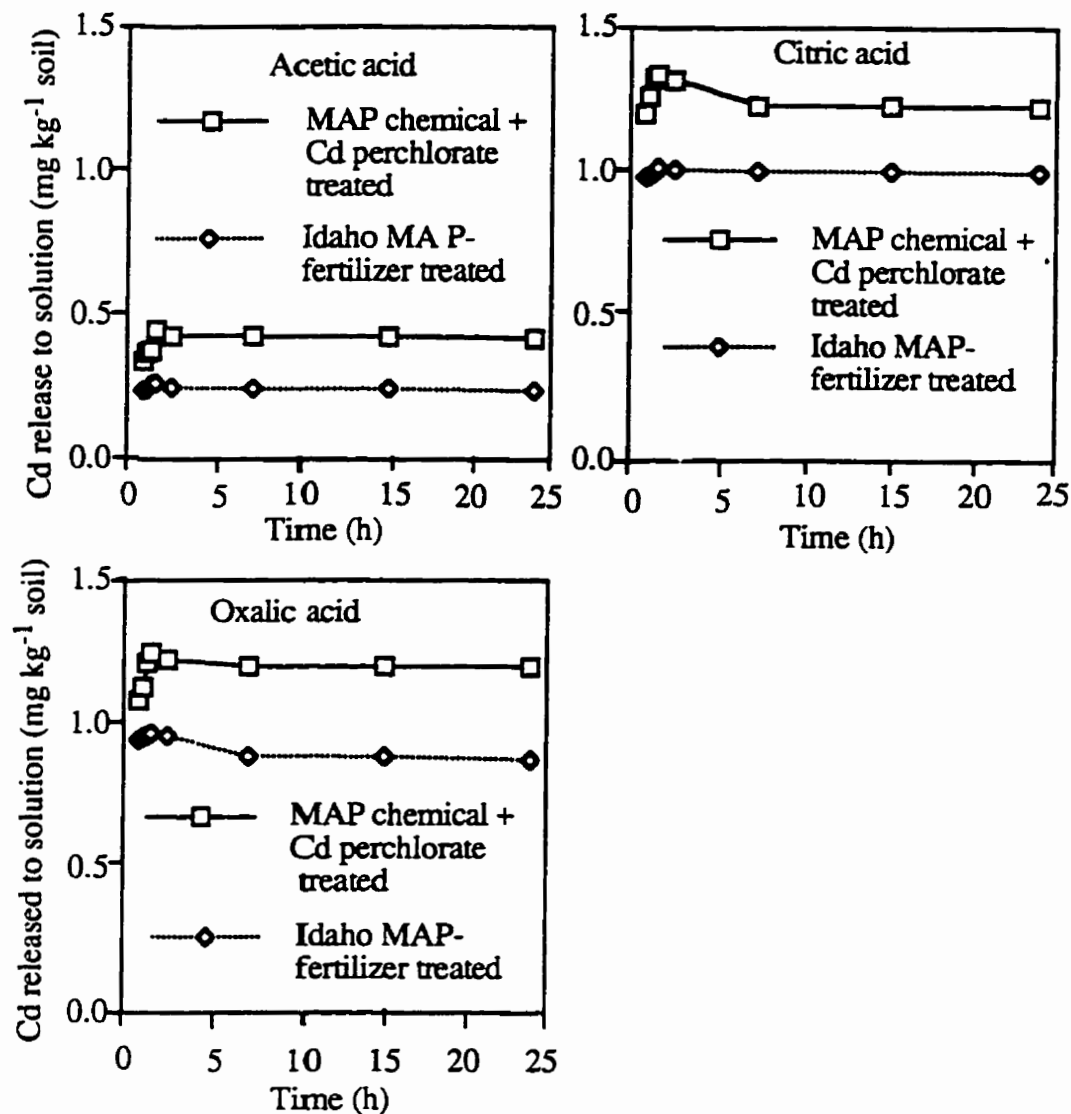 Cd release to solution (mg kg⁻¹ soil)
1.5
1.0
0.5
0.0
Acetic acid
MAP chemical +
Cd perchlorate
treated
Idaho MA P-
fertilizer treated
0 5 10 15 20 25
Time (h)
1.5
1.0
0.5
0.0
Citric acid
MAP chemical +
Cd perchlorate
treated
Idaho MAP-
fertilizer treated
0 5 10 15 20 25
Time (h)
Cd released to solution (mg kg⁻¹ soil)
1.5
1.0
0.5
0.0
Oxalic acid
MAP chemical +
Cd perchlorate
treated
Idaho MAP-
fertilizer treated
0 5 10 15 20 25
Time (h)